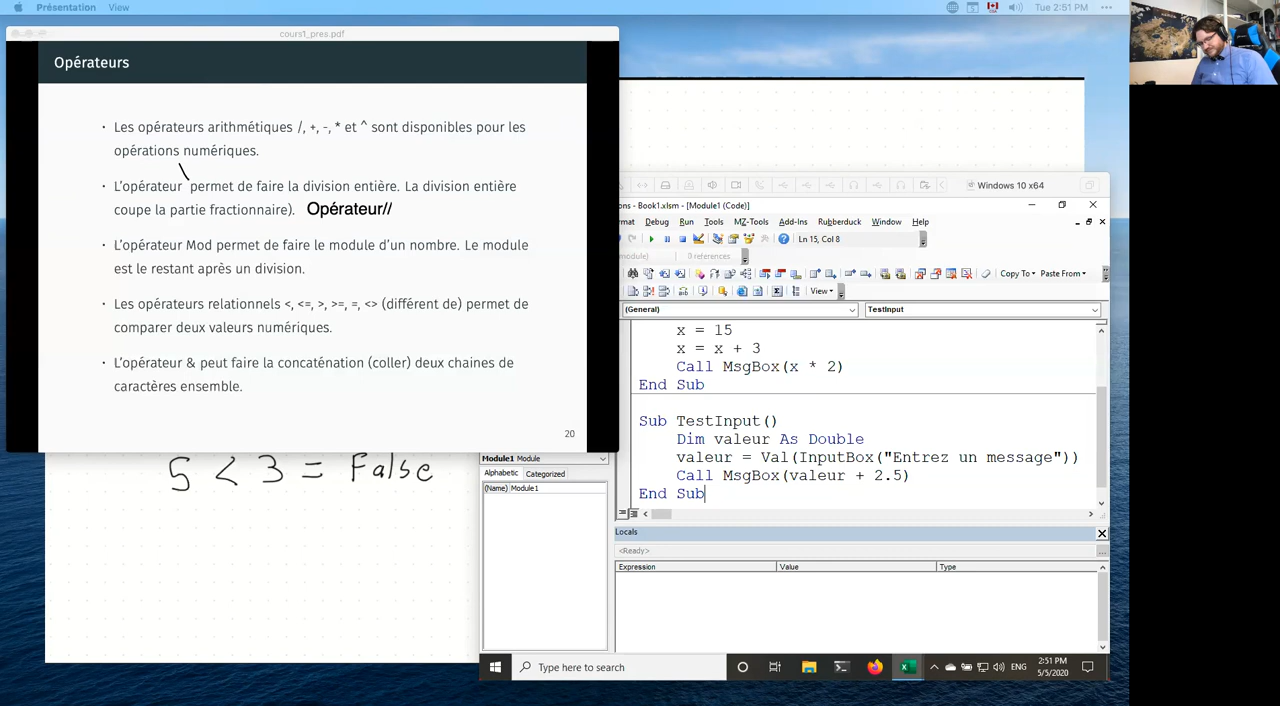 Présentation View
Tue 2:51 PM
cours1_pres.pdf
Opérateurs
· Les opérateurs arithmétiques /, +, -, * et ^ sont disponibles pour les
opérations numériques.
· L'opérateur \ permet de faire la division entière. La division entière
coupe la partie fractionnaire). Opérateur//
· L'opérateur Mod permet de faire le module d'un nombre. Le module
est le restant après un division.
· Les opérateurs relationnels <, <=, >, >=, =, <> (différent de) permet de
comparer deux valeurs numériques.
· L'opérateur & peut faire la concaténation (coller) deux chaines de
caractères ensemble.
20
5 < 3 = False
Windows 10 x64
ons - Book1.xlsm - [Module1 (Code)]
rmat Debug Run Tools MZ-Tools Add-Ins Rubberduck Window Help
Ln 15, Col 8
module) 0 references
Copy To Paste From
View
(General) TestInput
x = 15
x = x + 3
Call MsgBox(x * 2)
End Sub
Sub TestInput()
Dim valeur As Double
valeur = Val(InputBox("Entrez un message"))
Call MsgBox(valeur + 2.5)
End Sub
Module1 Module
Alphabetic Categorized
(Name) Module1
Locals
<Ready>
Expression Value Type
Type here to search
ENG
2:51 PM
5/5/2020